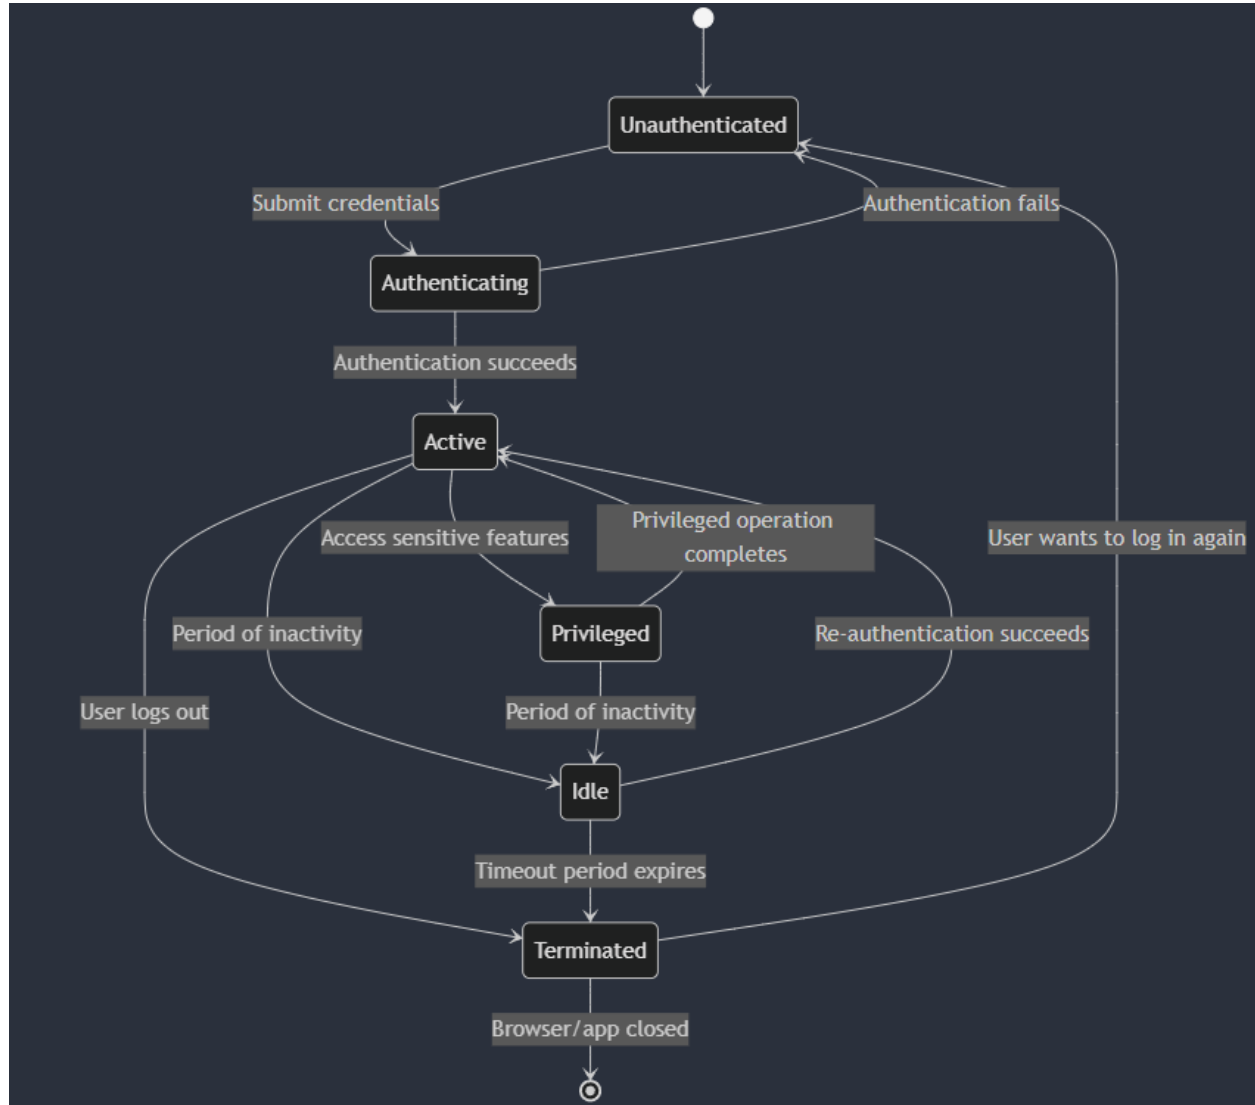 Unauthenticated
Submit credentials
Authentication fails
Authenticating
Authentication succeeds
Active
Access sensitive features
Privileged operation
completes
User wants to log in again
Period of inactivity
Privileged
Re-authentication succeeds
User logs out
Period of inactivity
Idle
Timeout period expires
Terminated
Browser/app closed